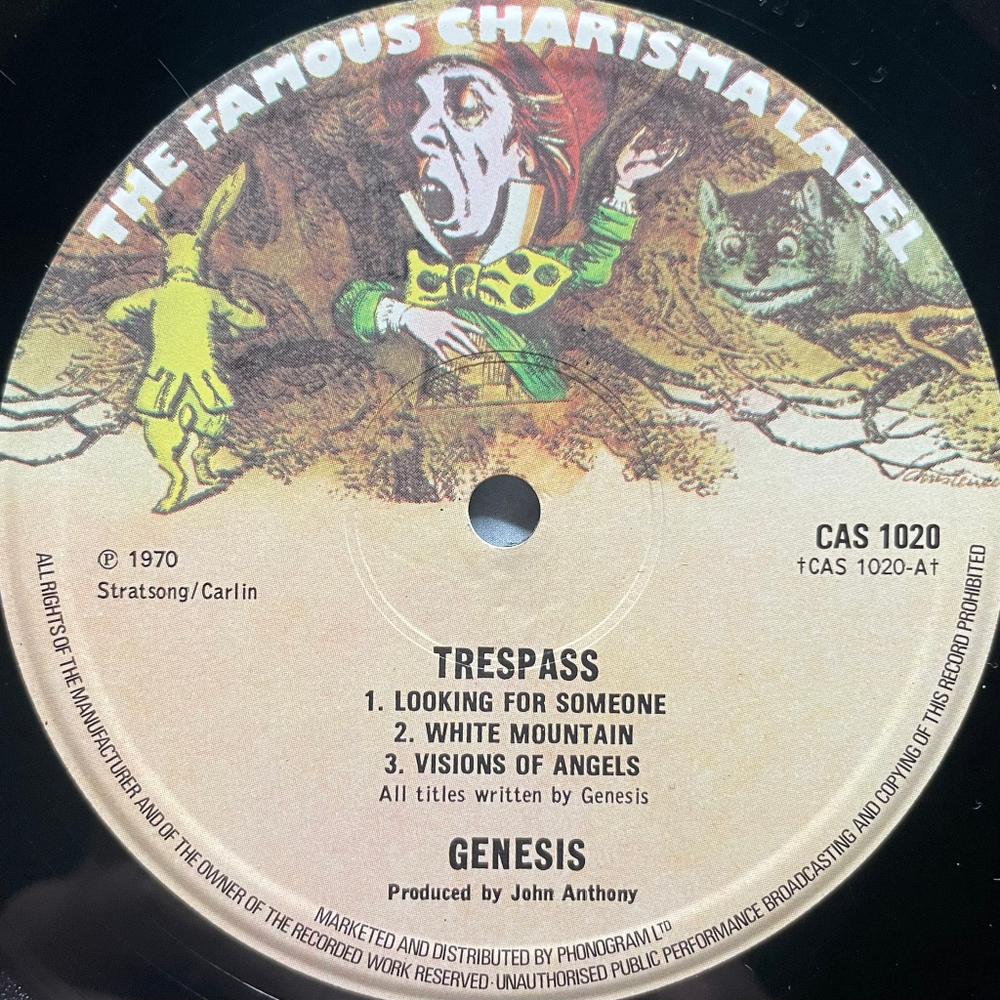 THE FAMOUS CHARISMA LABEL
℗ 1970
Stratsong/Carlin
CAS 1020
†CAS 1020-A†
TRESPASS
1. LOOKING FOR SOMEONE
2. WHITE MOUNTAIN
3. VISIONS OF ANGELS
All titles written by Genesis
GENESIS
Produced by John Anthony
MARKETED AND DISTRIBUTED BY PHONOGRAM LTD
ALL RIGHTS OF THE MANUFACTURER AND OF THE OWNER OF THE RECORDED WORK RESERVED·UNAUTHORISED PUBLIC PERFORMANCE BROADCASTING AND COPYING OF THIS RECORD PROHIBITED